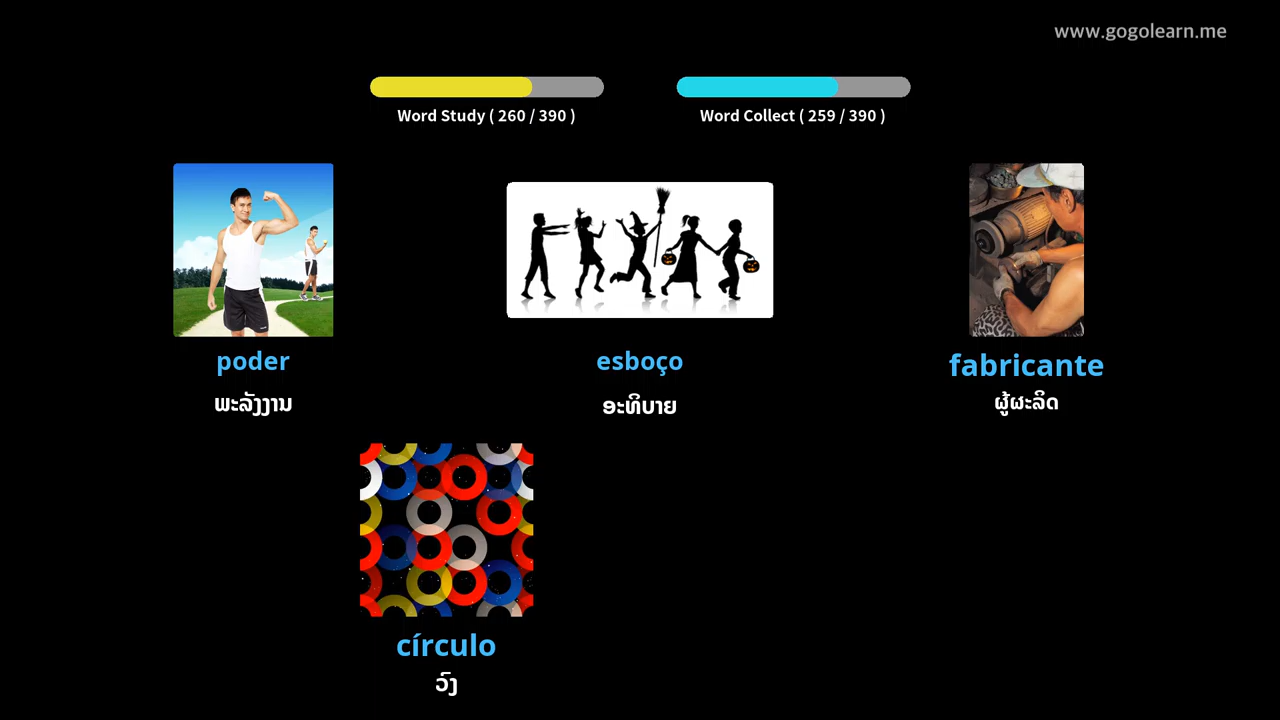 www.gogolearn.me
Word Study ( 260 / 390 )
Word Collect ( 259 / 390 )
poder
ພະລັງງານ
esboço
ອະທິບາຍ
fabricante
ຜູ້ຜະລິດ
círculo
ວົງ